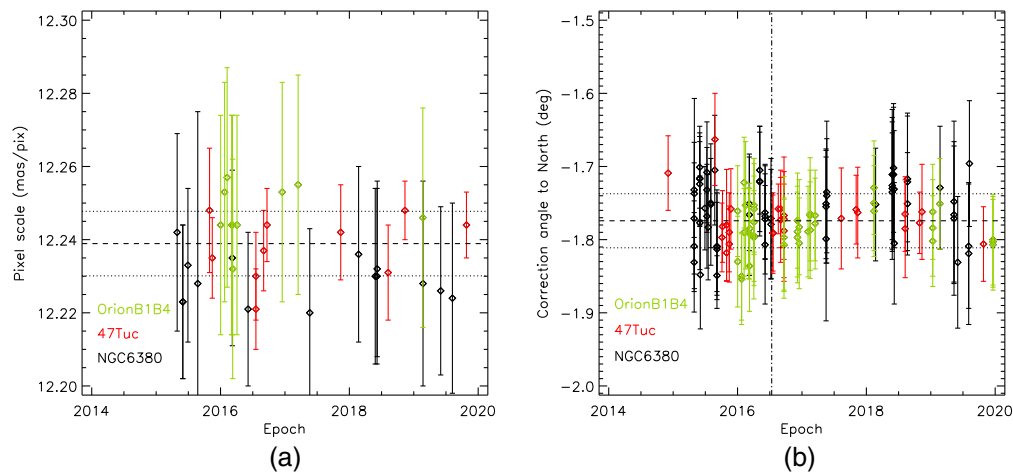 12.30
12.28
12.26
12.24
12.22
12.20
Pixel scale (mas/pix)
OrionB1B4
47Tuc
NGC6380
2014
2016
2018
2020
Epoch
(a)
-1.5
-1.6
-1.7
-1.8
-1.9
-2.0
Correction angle to North (deg)
OrionB1B4
47Tuc
NGC6380
2014
2016
2018
2020
Epoch
(b)